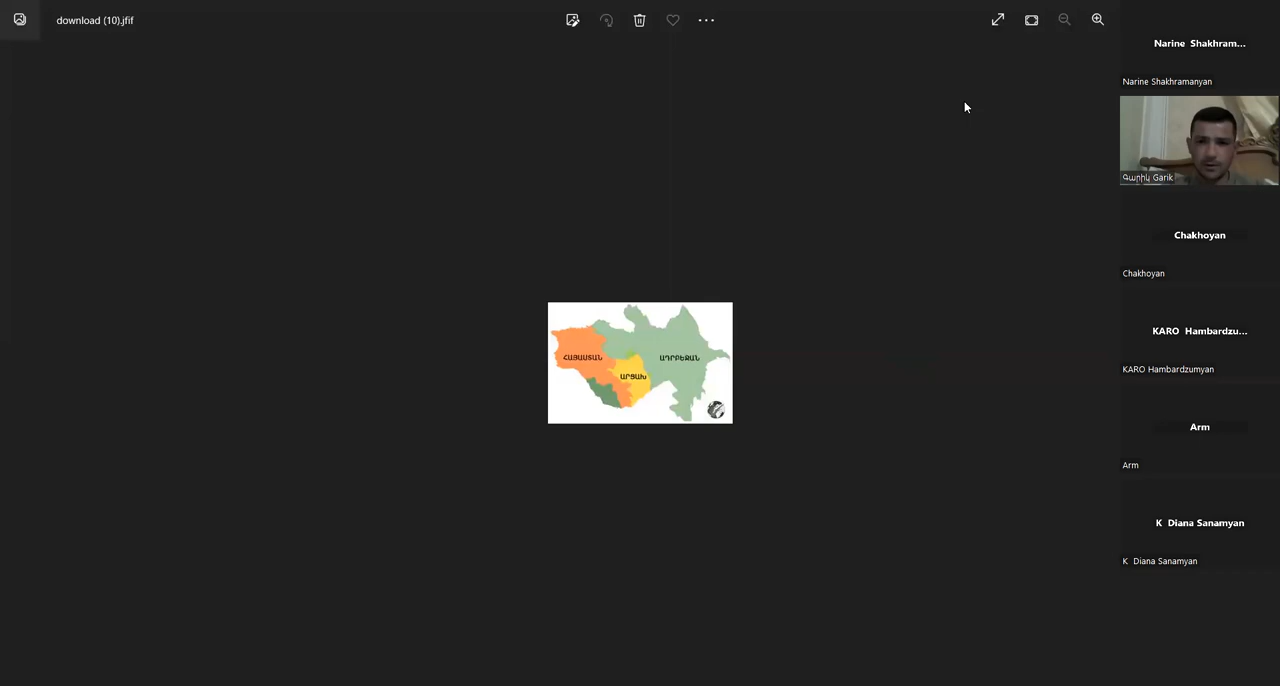 download (10).jfif
Narine Shakhram...
Narine Shakhramanyan
Գարիկ Garik
Chakhoyan
Chakhoyan
KARO Hambardzu...
KARO Hambardzumyan
Arm
Arm
K Diana Sanamyan
K Diana Sanamyan
ՀԱՅԱՍՏԱՆ
ԱԴՐԲԵՋԱՆ
ԱՐՑԱԽ